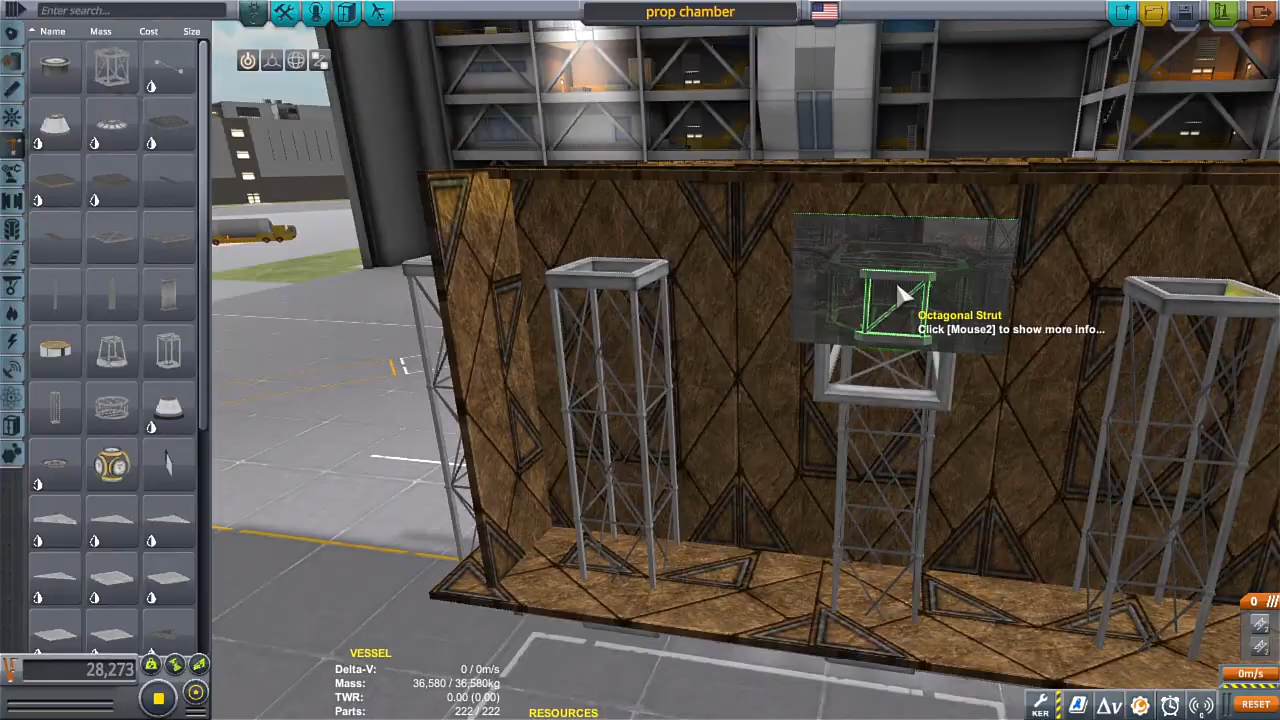 Enter search...
prop chamber
Name Mass Cost Size
Octagonal Strut
Click [Mouse2] to show more info...
28,273
VESSEL
Delta-V: 0 / 0m/s
Mass: 36,580 / 36,580kg
TWR: 0.00 (0.00)
Parts: 222 / 222
RESOURCES
0
0m/s
KER
Δv
RESET